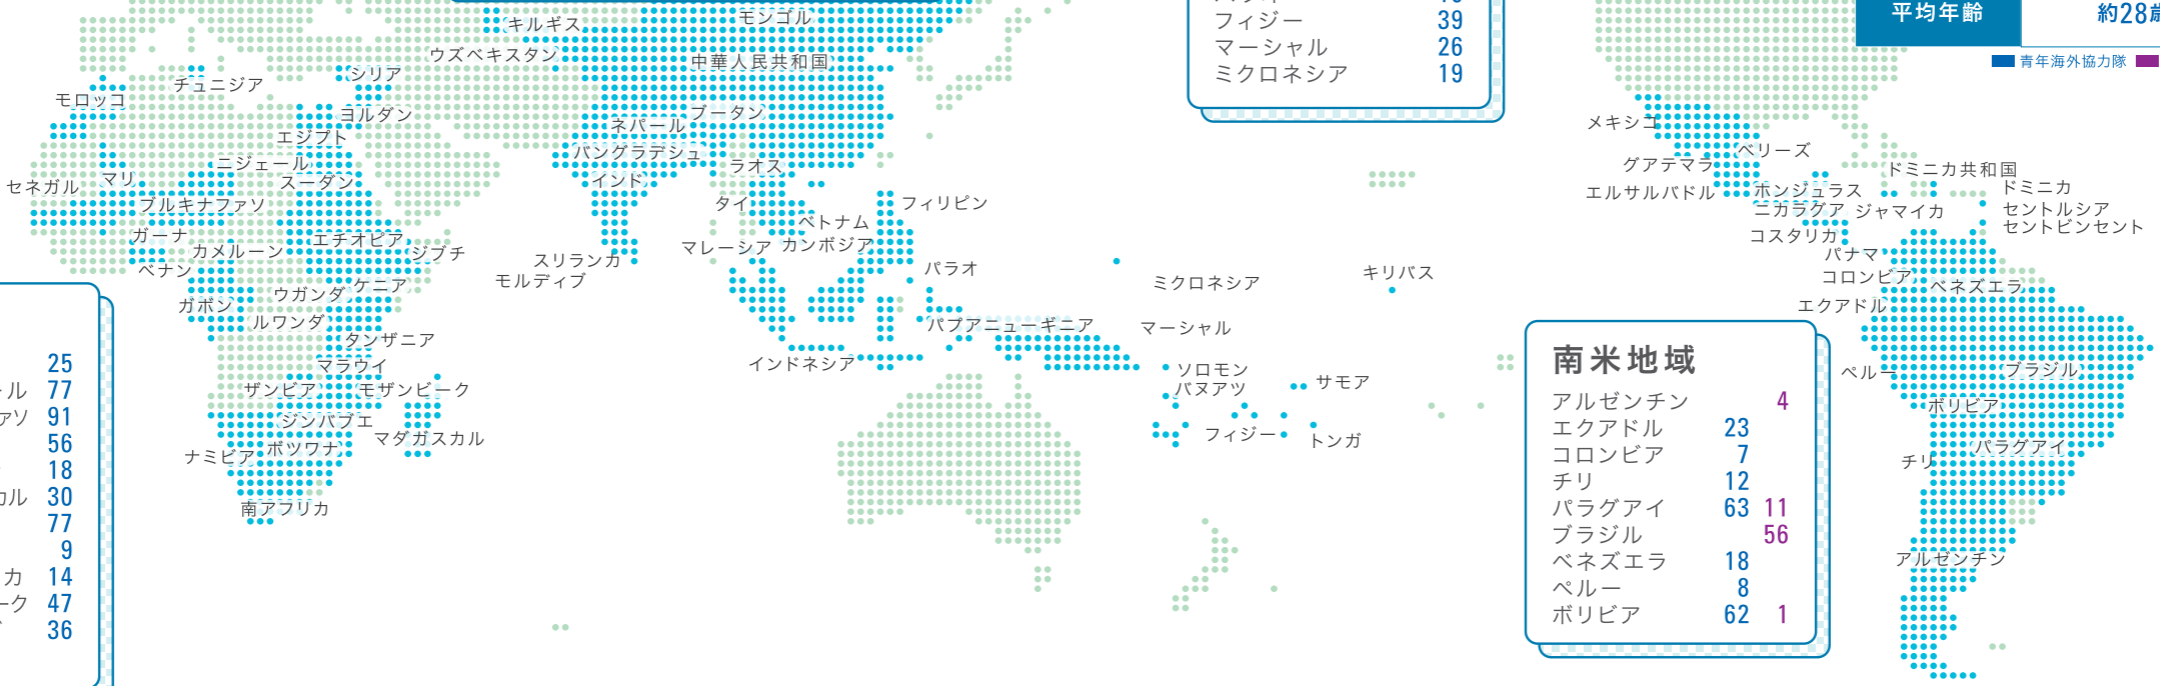 フィジー 39
マーシャル 26
ミクロネシア 19
平均年齢 約28歳
青年海外協力隊
キルギス
モンゴル
ウズベキスタン
中華人民共和国
シリア
チュニジア
モロッコ
ヨルダン
ブータン
ネパール
エジプト
バングラデシュ
ニジェール
ラオス
マリ
スーダン
インド
セネガル
ブルキナファソ
タイ
フィリピン
ベトナム
ガーナ
エチオピア
カメルーン
ジブチ
マレーシア
カンボジア
スリランカ
ベナン
モルディブ
パラオ
ミクロネシア
キリバス
ケニア
ウガンダ
ガボン
ルワンダ
パプアニューギニア
マーシャル
タンザニア
インドネシア
マラウイ
ソロモン
バヌアツ
サモア
ザンビア
モザンビーク
ジンバブエ
マダガスカル
フィジー
トンガ
ボツワナ
ナミビア
南アフリカ
メキシコ
ベリーズ
グアテマラ
ドミニカ共和国
エルサルバドル
ホンジュラス
ドミニカ
ニカラグア
ジャマイカ
セントルシア
セントビンセント
コスタリカ
パナマ
コロンビア
ベネズエラ
エクアドル
ペルー
ブラジル
ボリビア
パラグアイ
チリ
アルゼンチン
25
ール 77
ァソ 91
56
18
カル 30
77
9
カ 14
ーク 47
36
南米地域
アルゼンチン 4
エクアドル 23
コロンビア 7
チリ 12
パラグアイ 63 11
ブラジル 56
ベネズエラ 18
ペルー 8
ボリビア 62 1